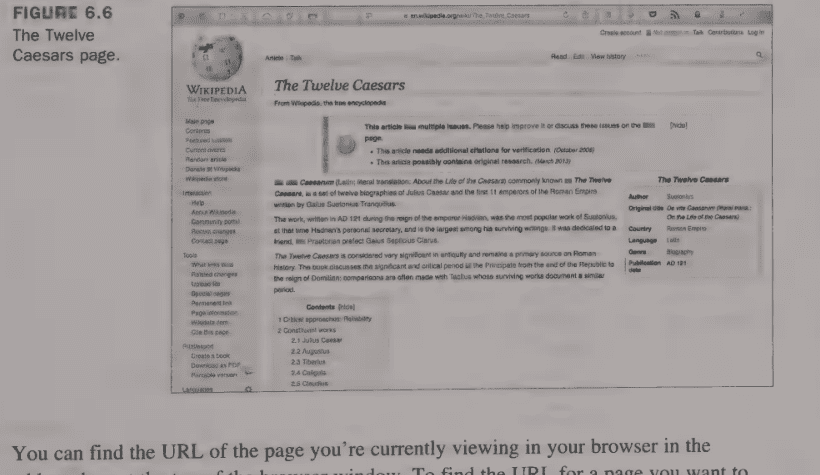 FIGURE 6.6
The Twelve
Caesars page.
en.wikipedia.org/wiki/The_Twelve_Caesars
Create account Talk Contributions Log in
Article Talk
Read Edit View history
WIKIPEDIA
The Free Encyclopedia
The Twelve Caesars
From Wikipedia, the free encyclopedia
Main page
Contents
Featured content
Current events
Random article
Donate to Wikipedia
Wikipedia store
Interaction
Help
About Wikipedia
Community portal
Recent changes
Contact page
Tools
What links here
Related changes
Upload file
Special pages
Permanent link
Page information
Wikidata item
Cite this page
Print/export
Create a book
Download as PDF
Printable version
Languages
This article multiple issues. Please help improve it or discuss these issues on the [hide]
page.
• This article needs additional citations for verification.
• This article possibly contains original research. (March 2013)
Caesarum (Latin; literal translation: About the Life of the Caesars) commonly known as The Twelve
Caesars, is a set of twelve biographies of Julius Caesar and the first 11 emperors of the Roman Empire
written by Gaius Suetonius Tranquillus.
The work, written in AD 121 during the reign of the emperor Hadrian, was the most popular work of Suetonius,
at that time Hadrian's personal secretary, and is the largest among his surviving writings. It was dedicated to a
friend, Praetorian prefect Gaius Septicius Clarus.
The Twelve Caesars is considered very significant in antiquity and remains a primary source on Roman
history. The book discusses the significant and critical period of the Principate from the end of the Republic to
the reign of Domitian; comparisons are often made with Tacitus whose surviving works document a similar
period.
The Twelve Caesars
Author Suetonius
Original title De vita Caesarum (literal trans.:
On the Life of the Caesars)
Country Roman Empire
Language Latin
Genre Biography
Publication AD 121
date
Contents [hide]
1 Critical approaches: Reliability
2 Constituent works
2.1 Julius Caesar
2.2 Augustus
2.3 Tiberius
2.4 Caligula
2.5 Claudius
You can find the URL of the page you're currently viewing in your browser in the
at the top of the browser window. To find the URL for a page you want to